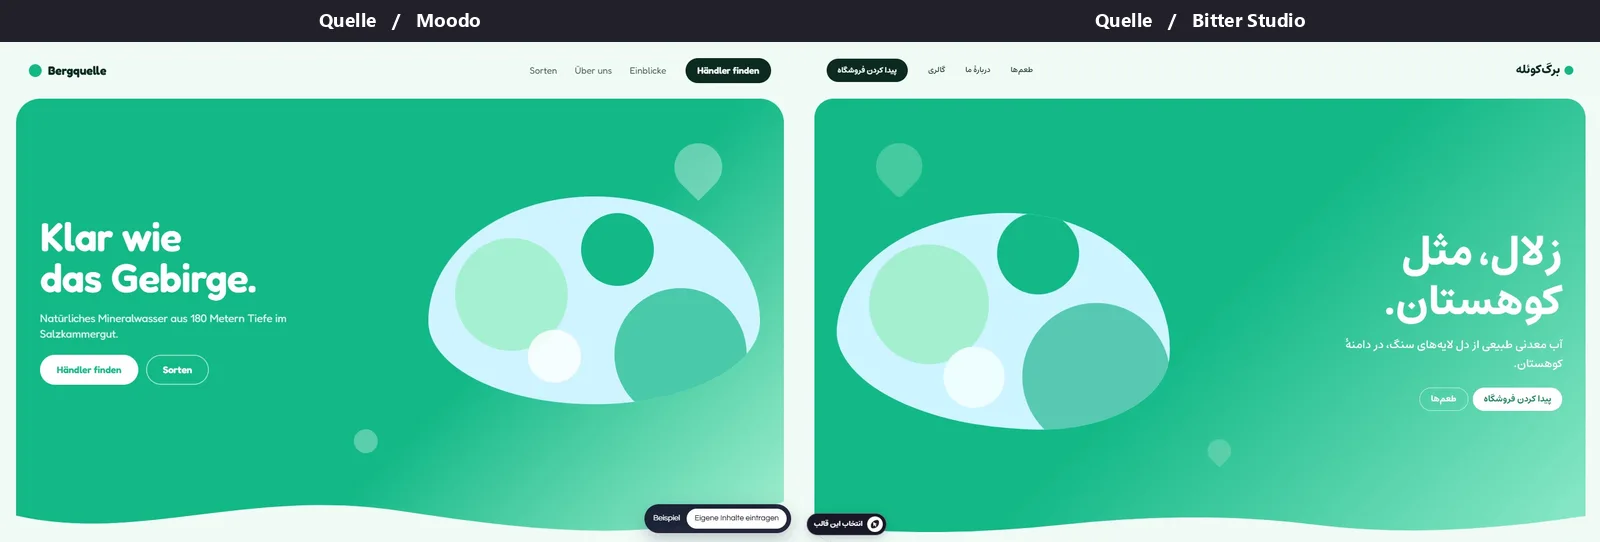 Quelle / Moodo
Quelle / Bitter Studio
Bergquelle
Sorten
Über uns
Einblicke
Händler finden
Klar wie
das Gebirge.
Natürliches Mineralwasser aus 180 Metern Tiefe im
Salzkammergut.
Händler finden
Sorten
Beispiel
Eigene Inhalte eintragen
برگ‌کوئله
طعم‌ها
دربارهٔ ما
گالری
پیدا کردن فروشگاه
زلال، مثل
کوهستان.
آب معدنی طبیعی از دل لایه‌های سنگ، در دامنهٔ
کوهستان.
پیدا کردن فروشگاه
طعم‌ها
انتخاب این قالب